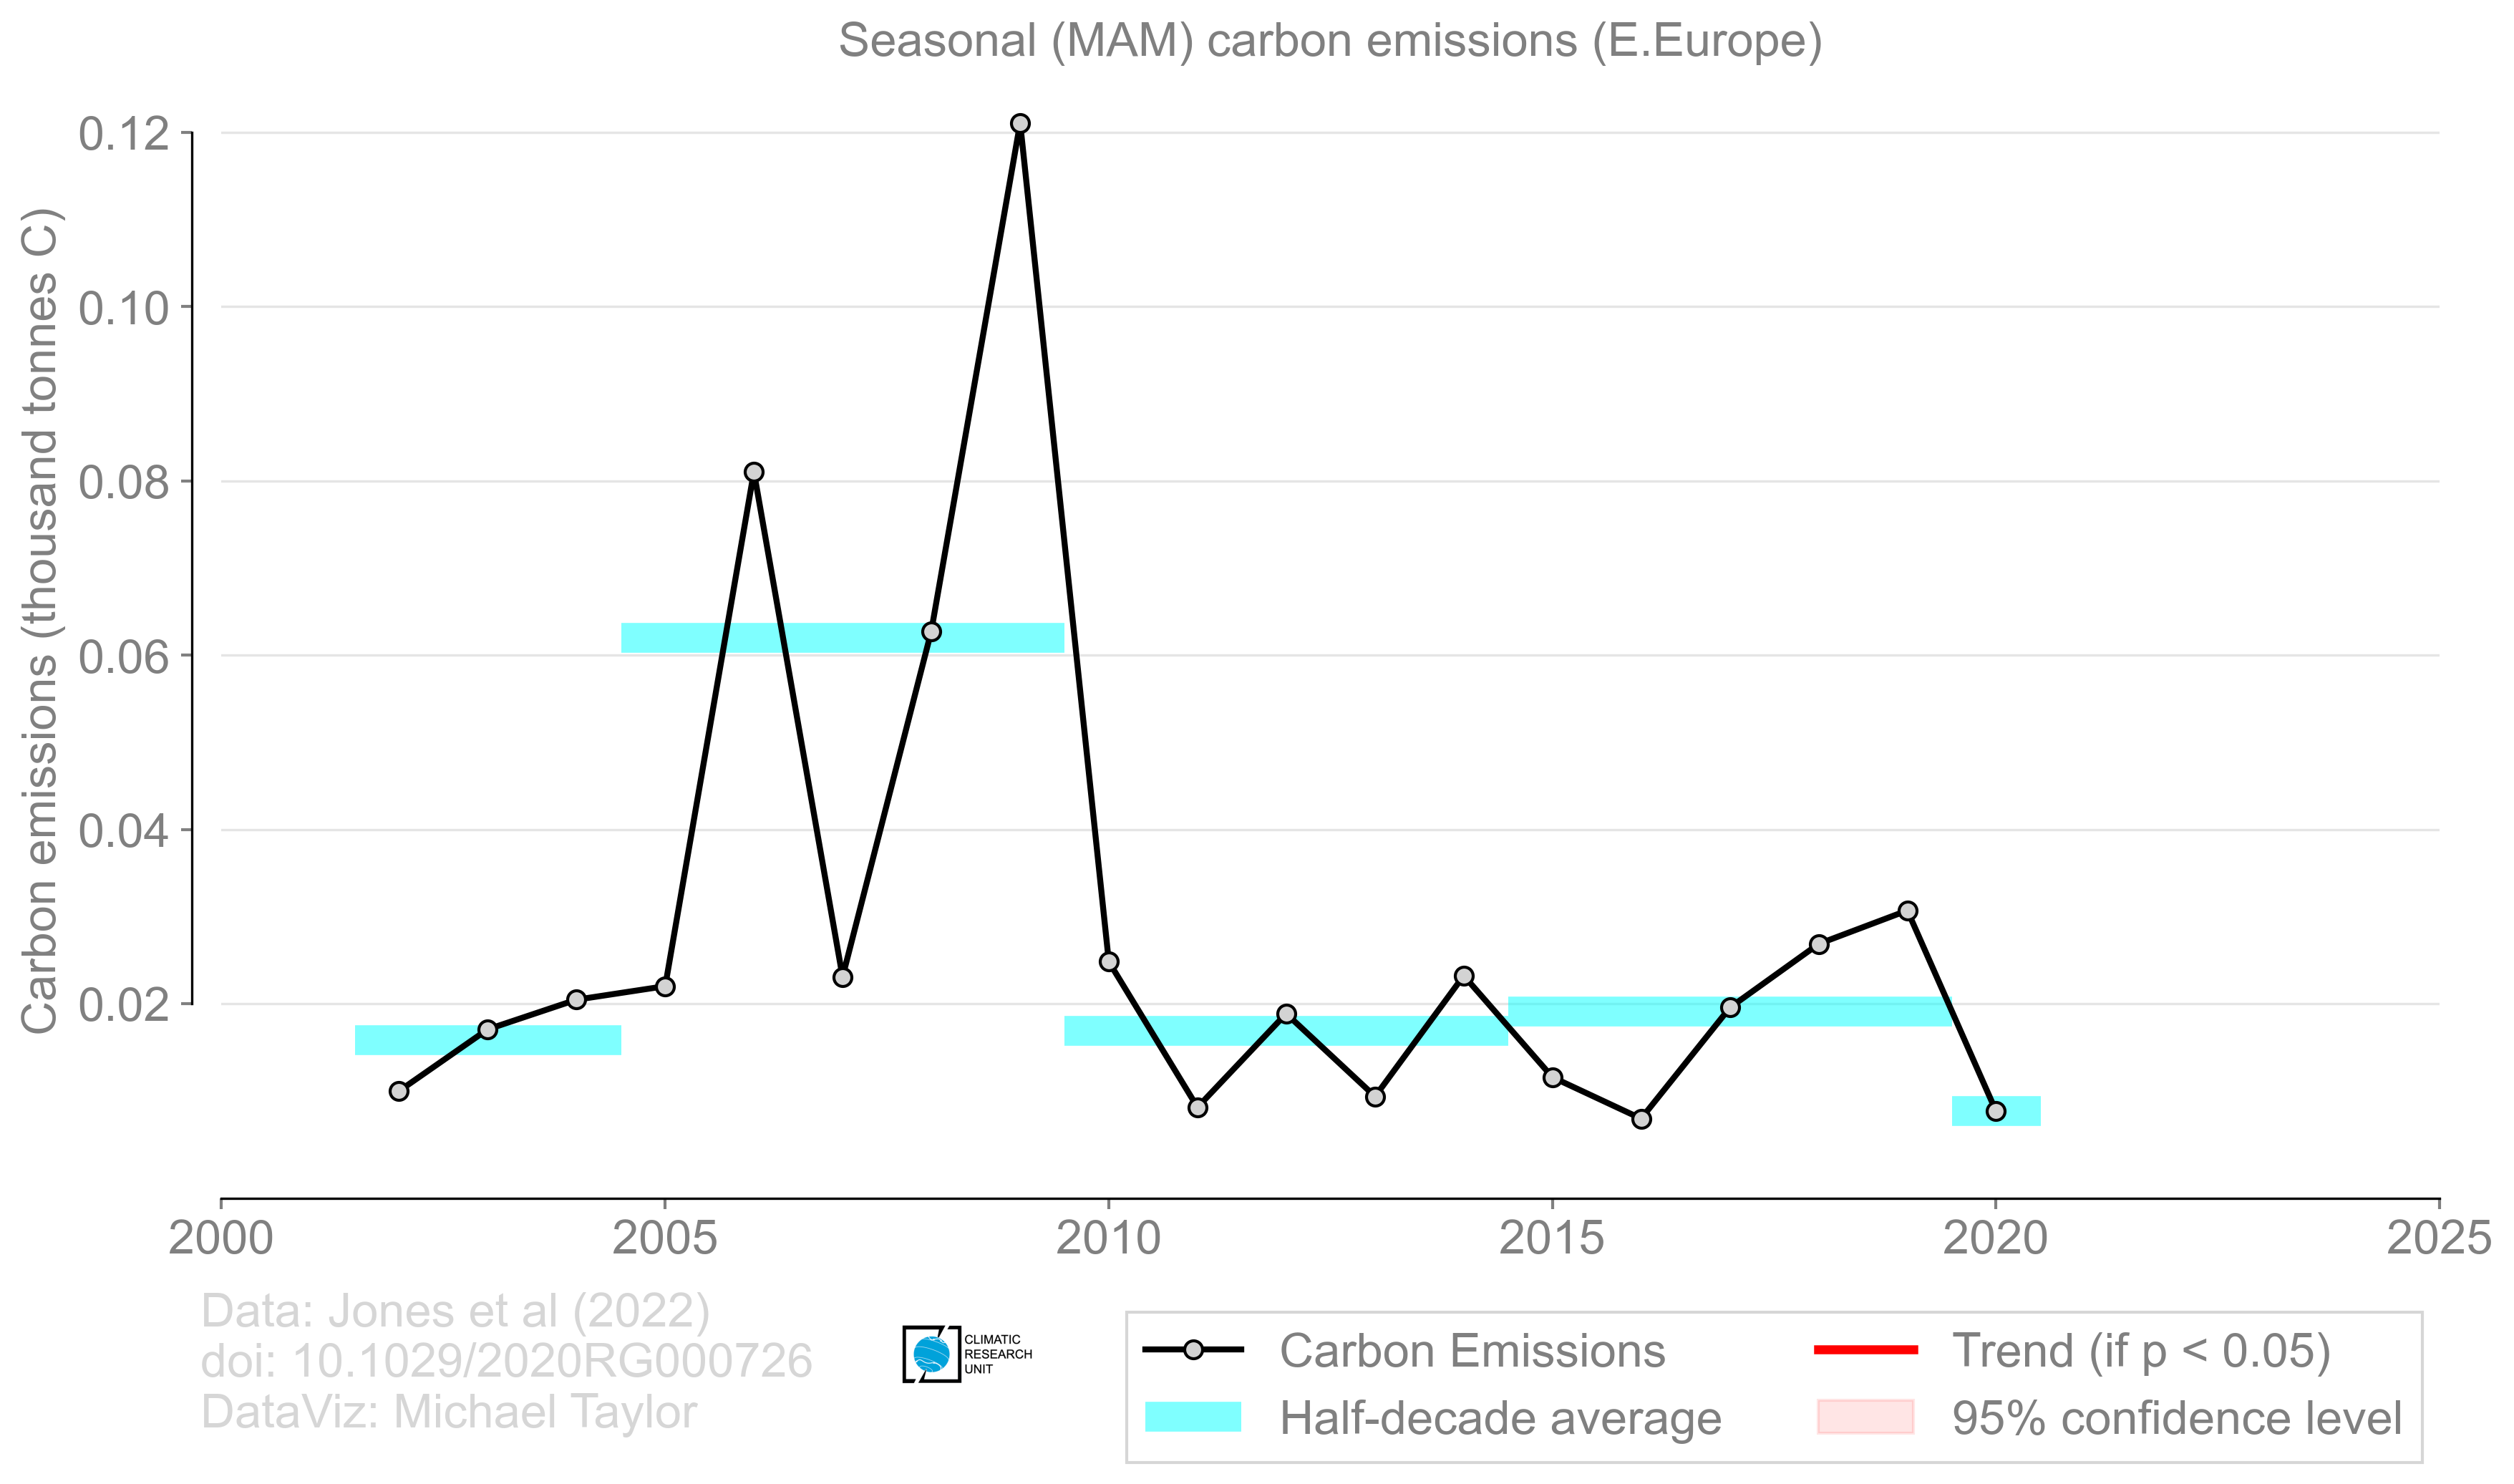 Seasonal (MAM) carbon emissions (E.Europe)
Carbon emissions (thousand tonnes C)
0.12
0.10
0.08
0.06
0.04
0.02
2000 2005 2010 2015 2020 2025
Data: Jones et al (2022)
doi: 10.1029/2020RG000726
DataViz: Michael Taylor
CLIMATIC
RESEARCH
UNIT
Carbon Emissions
Half-decade average
Trend (if p < 0.05)
95% confidence level